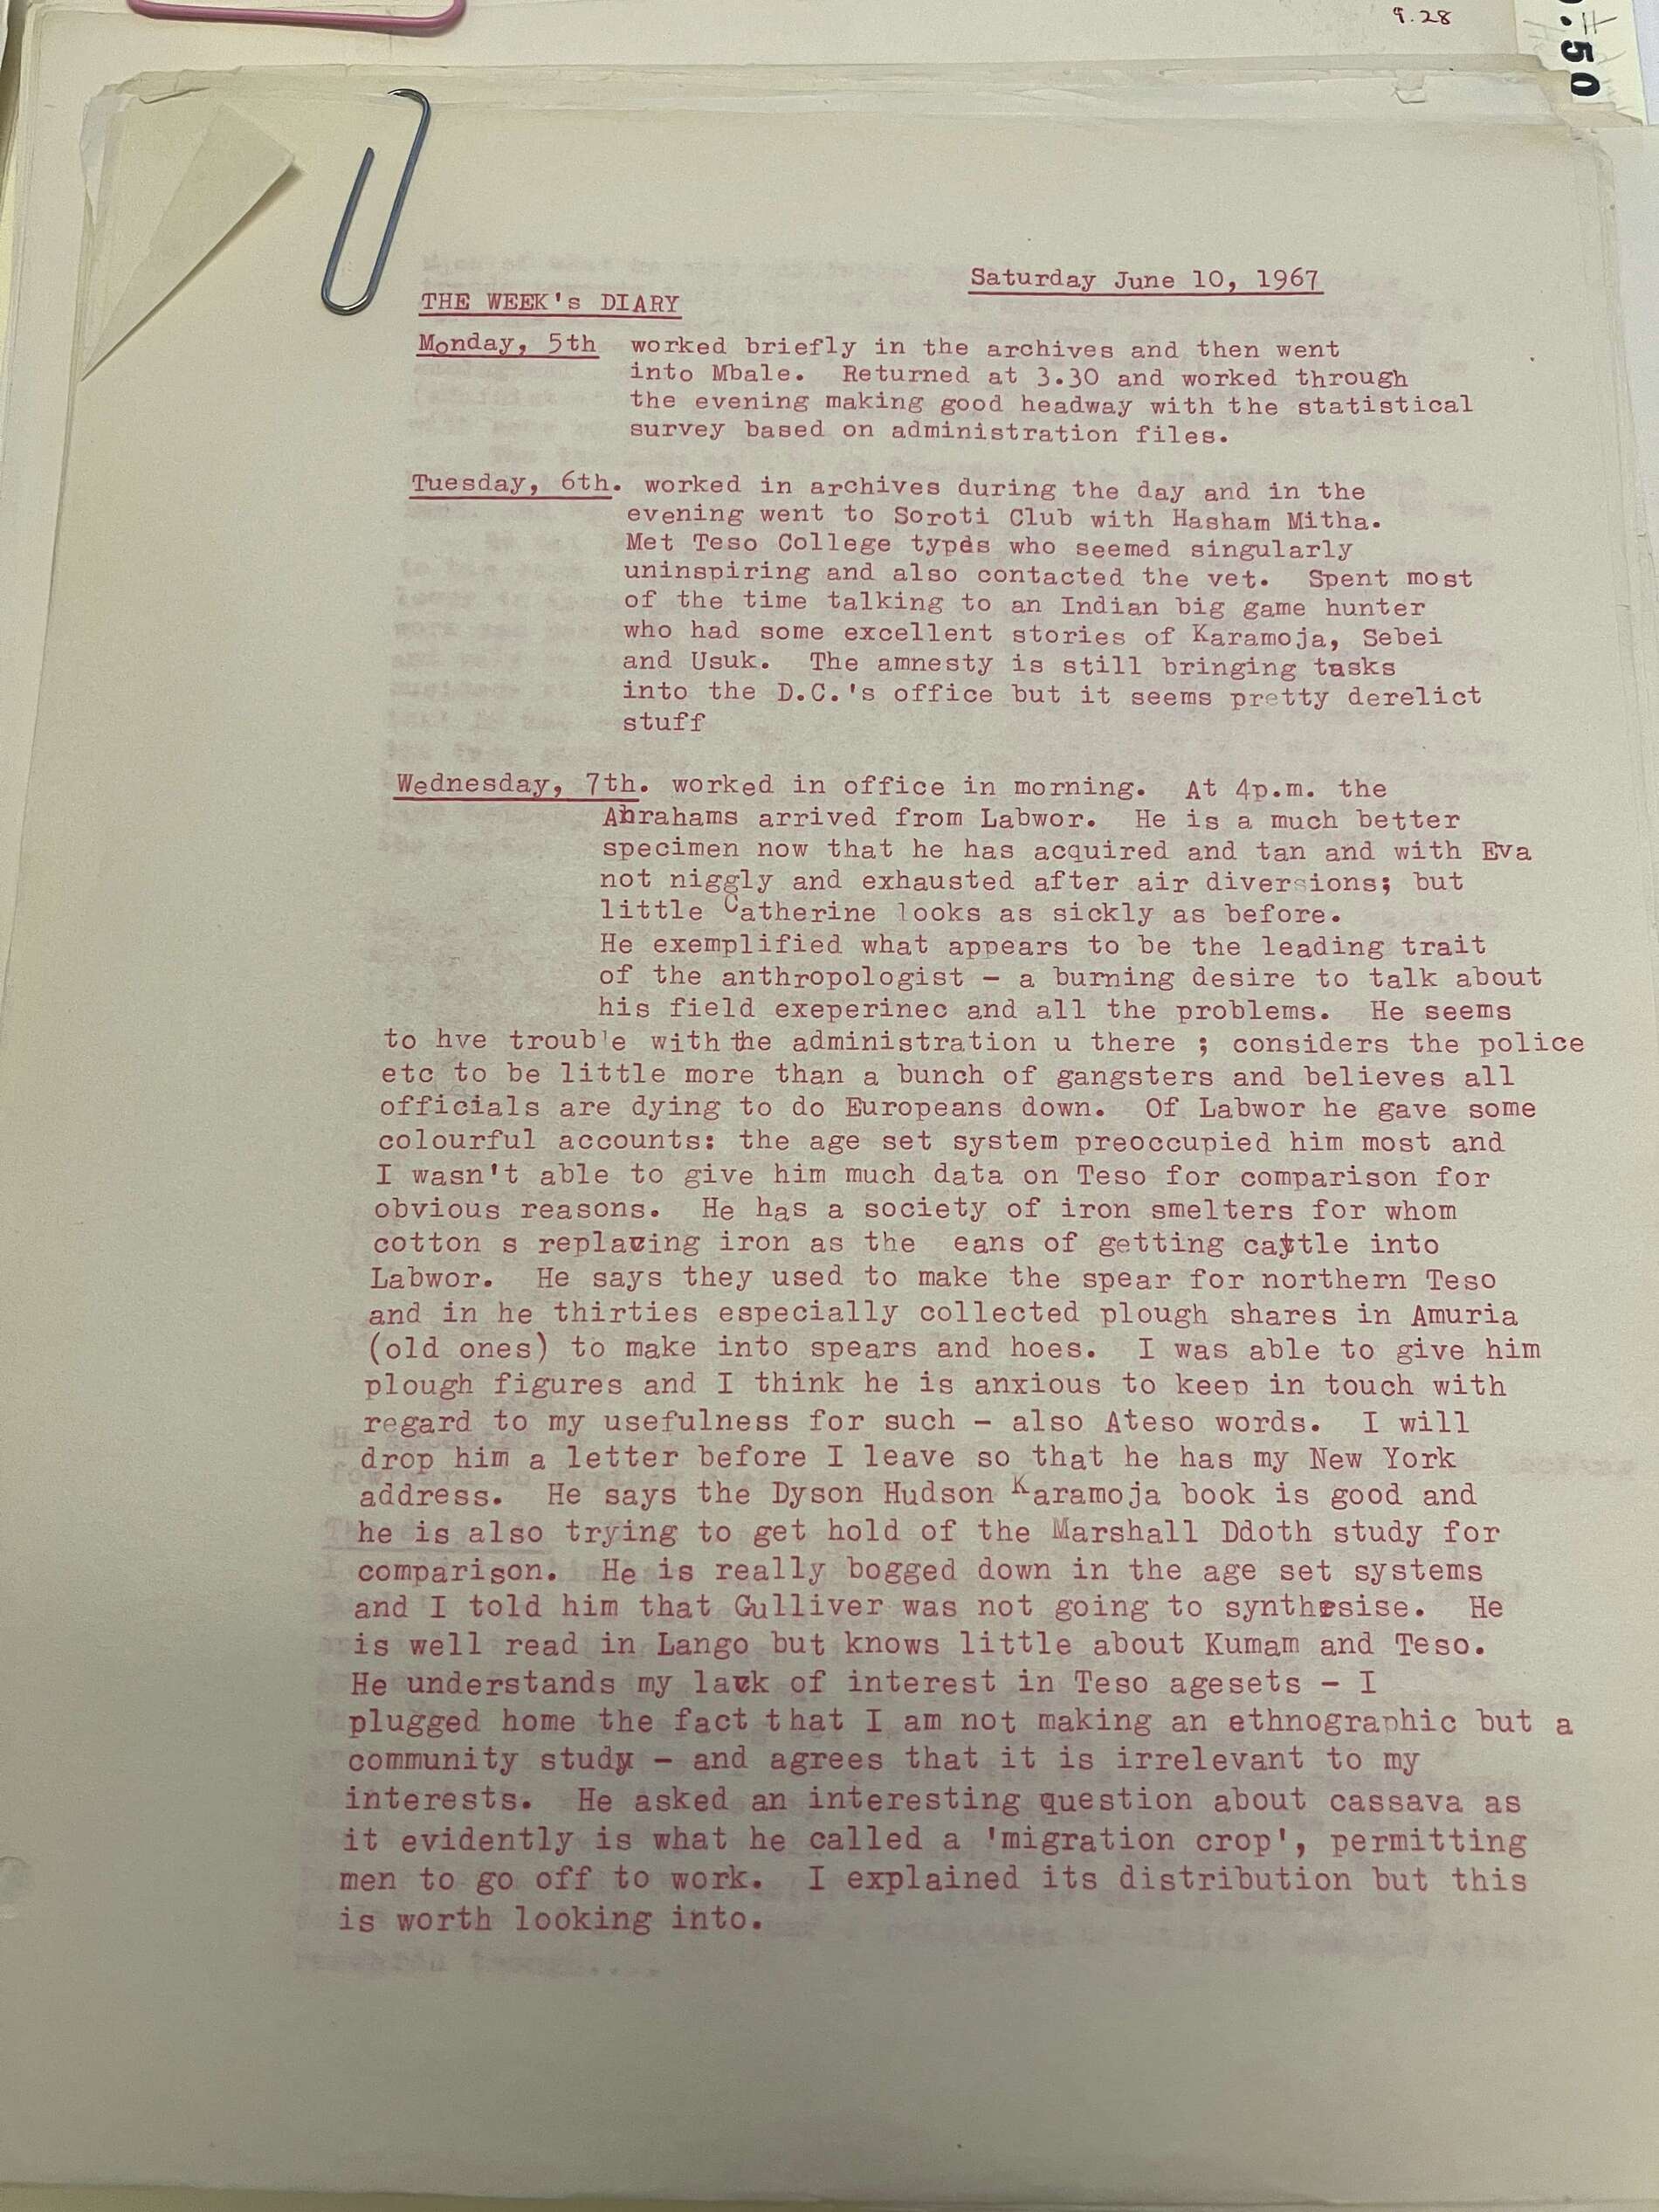 9.28
.50
Saturday June 10, 1967
THE WEEK's DIARY
Monday, 5th worked briefly in the archives and then went
into Mbale. Returned at 3.30 and worked through
the evening making good headway with the statistical
survey based on administration files.
Tuesday, 6th. worked in archives during the day and in the
evening went to Soroti Club with Hasham Mitha.
Met Teso College types who seemed singularly
uninspiring and also contacted the vet. Spent most
of the time talking to an Indian big game hunter
who had some excellent stories of Karamoja, Sebei
and Usuk. The amnesty is still bringing tasks
into the D.C.'s office but it seems pretty derelict
stuff
Wednesday, 7th. worked in office in morning. At 4p.m. the
Abrahams arrived from Labwor. He is a much better
specimen now that he has acquired and tan and with Eva
not niggly and exhausted after air diversions; but
little Catherine looks as sickly as before.
He exemplified what appears to be the leading trait
of the anthropologist - a burning desire to talk about
his field exeperinec and all the problems. He seems
to hve trouble with the administration u there ; considers the police
etc to be little more than a bunch of gangsters and believes all
officials are dying to do Europeans down. Of Labwor he gave some
colourful accounts: the age set system preoccupied him most and
I wasn't able to give him much data on Teso for comparison for
obvious reasons. He has a society of iron smelters for whom
cotton s replacing iron as the eans of getting cattle into
Labwor. He says they used to make the spear for northern Teso
and in he thirties especially collected plough shares in Amuria
(old ones) to make into spears and hoes. I was able to give him
plough figures and I think he is anxious to keep in touch with
regard to my usefulness for such - also Ateso words. I will
drop him a letter before I leave so that he has my New York
address. He says the Dyson Hudson Karamoja book is good and
he is also trying to get hold of the Marshall Ddoth study for
comparison. He is really bogged down in the age set systems
and I told him that Gulliver was not going to synthesise. He
is well read in Lango but knows little about Kumam and Teso.
He understands my lack of interest in Teso agesets - I
plugged home the fact that I am not making an ethnographic but a
community study - and agrees that it is irrelevant to my
interests. He asked an interesting question about cassava as
it evidently is what he called a 'migration crop', permitting
men to go off to work. I explained its distribution but this
is worth looking into.